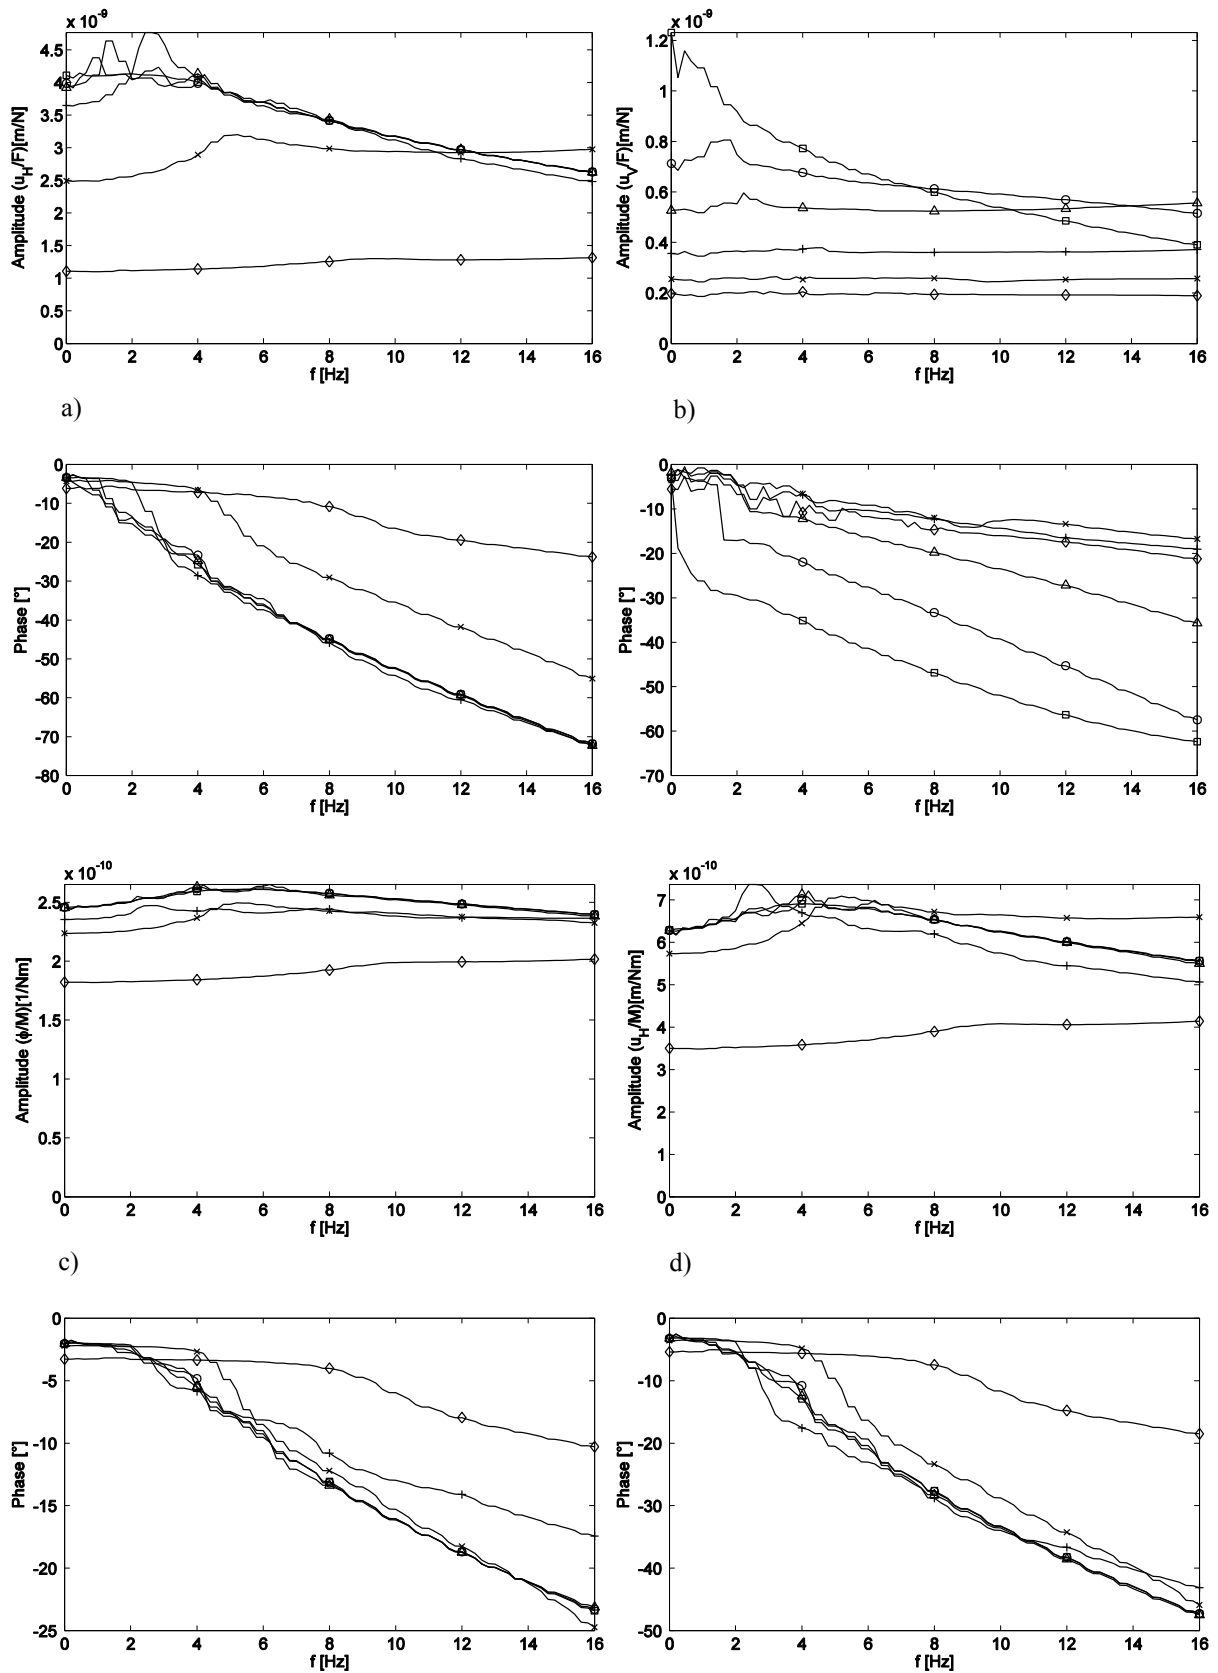 x 10⁻⁹
4.5
4
3.5
3
2.5
2
1.5
1
0.5
0
Amplitude (u_H/F)[m/N]
0 2 4 6 8 10 12 14 16
f [Hz]
a)
x 10⁻⁹
1.2
1
0.8
0.6
0.4
0.2
0
Amplitude (u_V/F)[m/N]
0 2 4 6 8 10 12 14 16
f [Hz]
b)
0
-10
-20
-30
-40
-50
-60
-70
-80
Phase [°]
0 2 4 6 8 10 12 14 16
f [Hz]
0
-10
-20
-30
-40
-50
-60
-70
Phase [°]
0 2 4 6 8 10 12 14 16
f [Hz]
x 10⁻¹⁰
2.5
2
1.5
1
0.5
0
Amplitude (ϕ/M)[1/Nm]
0 2 4 6 8 10 12 14 16
f [Hz]
c)
x 10⁻¹⁰
7
6
5
4
3
2
1
0
Amplitude (u_H/M)[m/Nm]
0 2 4 6 8 10 12 14 16
f [Hz]
d)
0
-5
-10
-15
-20
-25
Phase [°]
0 2 4 6 8 10 12 14 16
f [Hz]
0
-10
-20
-30
-40
-50
Phase [°]
0 2 4 6 8 10 12 14 16
f [Hz]